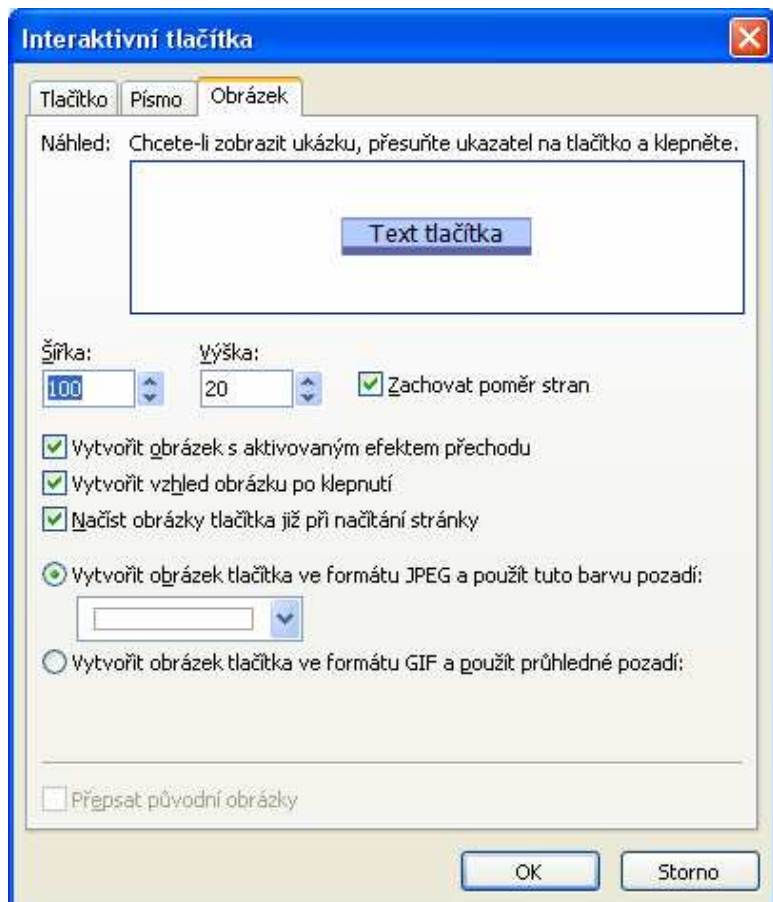 Interaktivní tlačítka
Tlačítko Písmo Obrázek
Náhled: Chcete-li zobrazit ukázku, přesuňte ukazatel na tlačítko a klepněte.
Text tlačítka
Šířka: Výška:
100 20 Zachovat poměr stran
Vytvořit obrázek s aktivovaným efektem přechodu
Vytvořit vzhled obrázku po klepnutí
Načíst obrázky tlačítka již při načítání stránky
Vytvořit obrázek tlačítka ve formátu JPEG a použít tuto barvu pozadí:
Vytvořit obrázek tlačítka ve formátu GIF a použít průhledné pozadí:
Přepsat původní obrázky
OK Storno